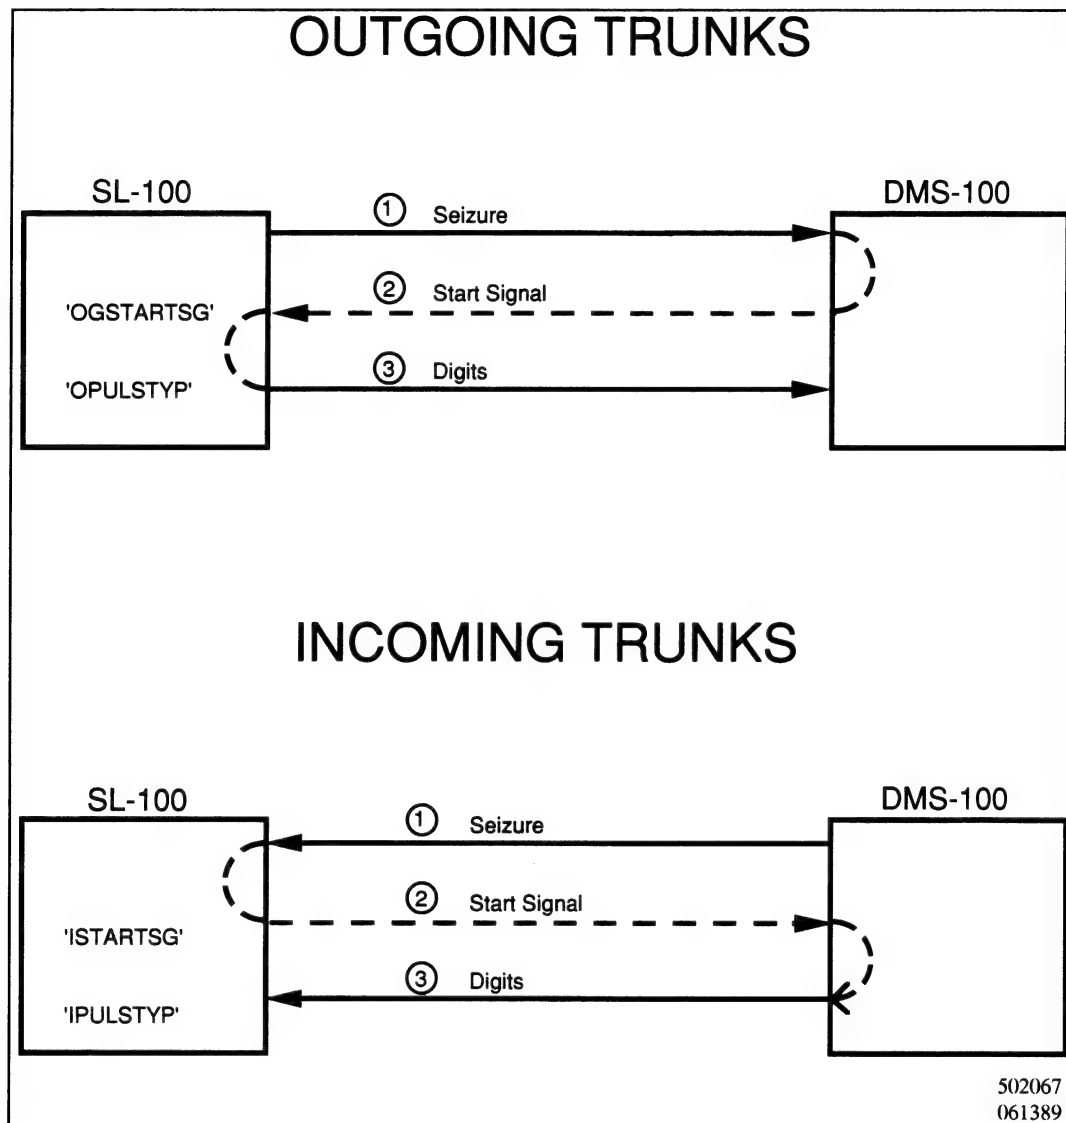 OUTGOING TRUNKS
SL-100
DMS-100
1 Seizure
2 Start Signal
'OGSTARTSG'
3 Digits
'OPULSTYP'
INCOMING TRUNKS
SL-100
DMS-100
1 Seizure
2 Start Signal
'ISTARTSG'
3 Digits
'IPULSTYP'
502067
061389